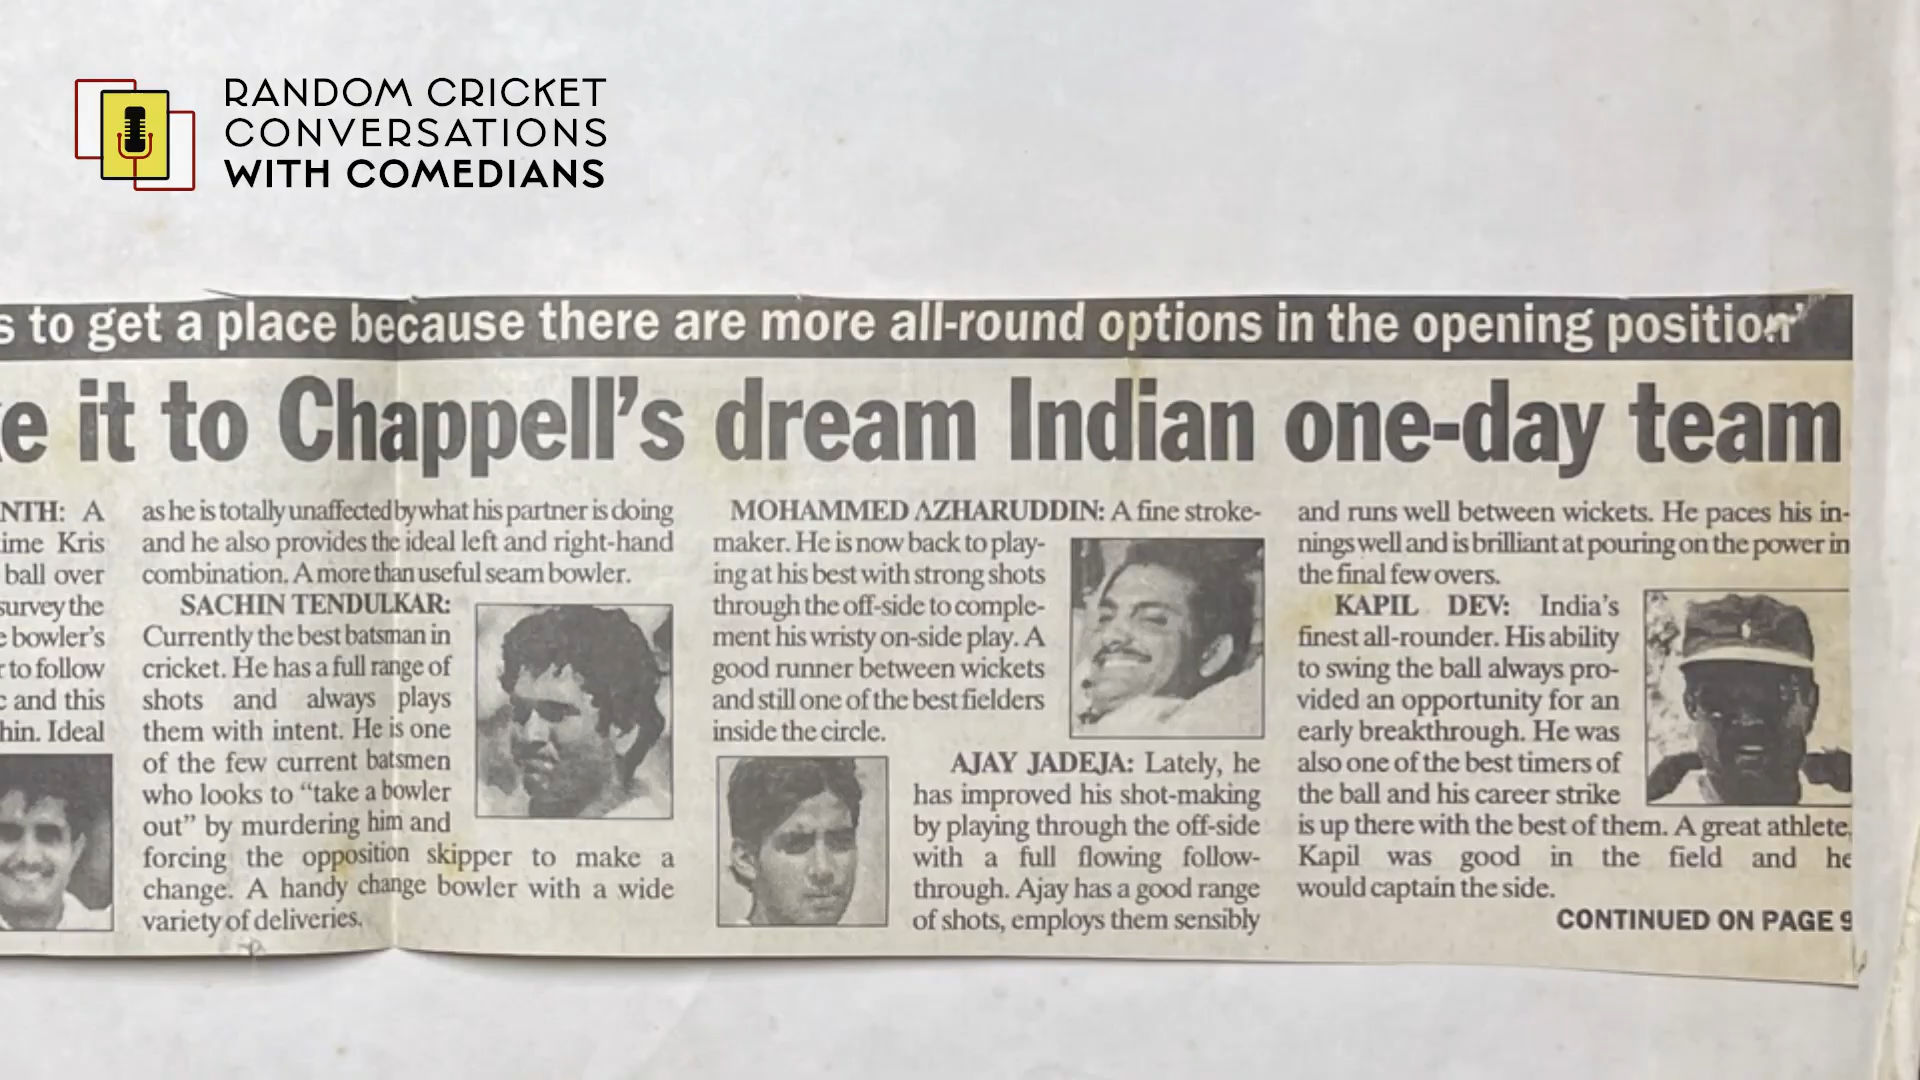 RANDOM CRICKET
CONVERSATIONS
WITH COMEDIANS
s to get a place because there are more all-round options in the opening position'
e it to Chappell's dream Indian one-day team
NTH: A
ime Kris
ball over
survey the
e bowler's
r to follow
c and this
hin. Ideal
as he is totally unaffected by what his partner is doing
and he also provides the ideal left and right-hand
combination. A more than useful seam bowler.
SACHIN TENDULKAR:
Currently the best batsman in
cricket. He has a full range of
shots and always plays
them with intent. He is one
of the few current batsmen
who looks to “take a bowler
out” by murdering him and
forcing the opposition skipper to make a
change. A handy change bowler with a wide
variety of deliveries.
MOHAMMED AZHARUDDIN: A fine stroke-
maker. He is now back to play-
ing at his best with strong shots
through the off-side to comple-
ment his wristy on-side play. A
good runner between wickets
and still one of the best fielders
inside the circle.
AJAY JADEJA: Lately, he
has improved his shot-making
by playing through the off-side
with a full flowing follow-
through. Ajay has a good range
of shots, employs them sensibly
and runs well between wickets. He paces his in-
nings well and is brilliant at pouring on the power in
the final few overs.
KAPIL DEV: India's
finest all-rounder. His ability
to swing the ball always pro-
vided an opportunity for an
early breakthrough. He was
also one of the best timers of
the ball and his career strike
is up there with the best of them. A great athlete,
Kapil was good in the field and he
would captain the side.
CONTINUED ON PAGE 9